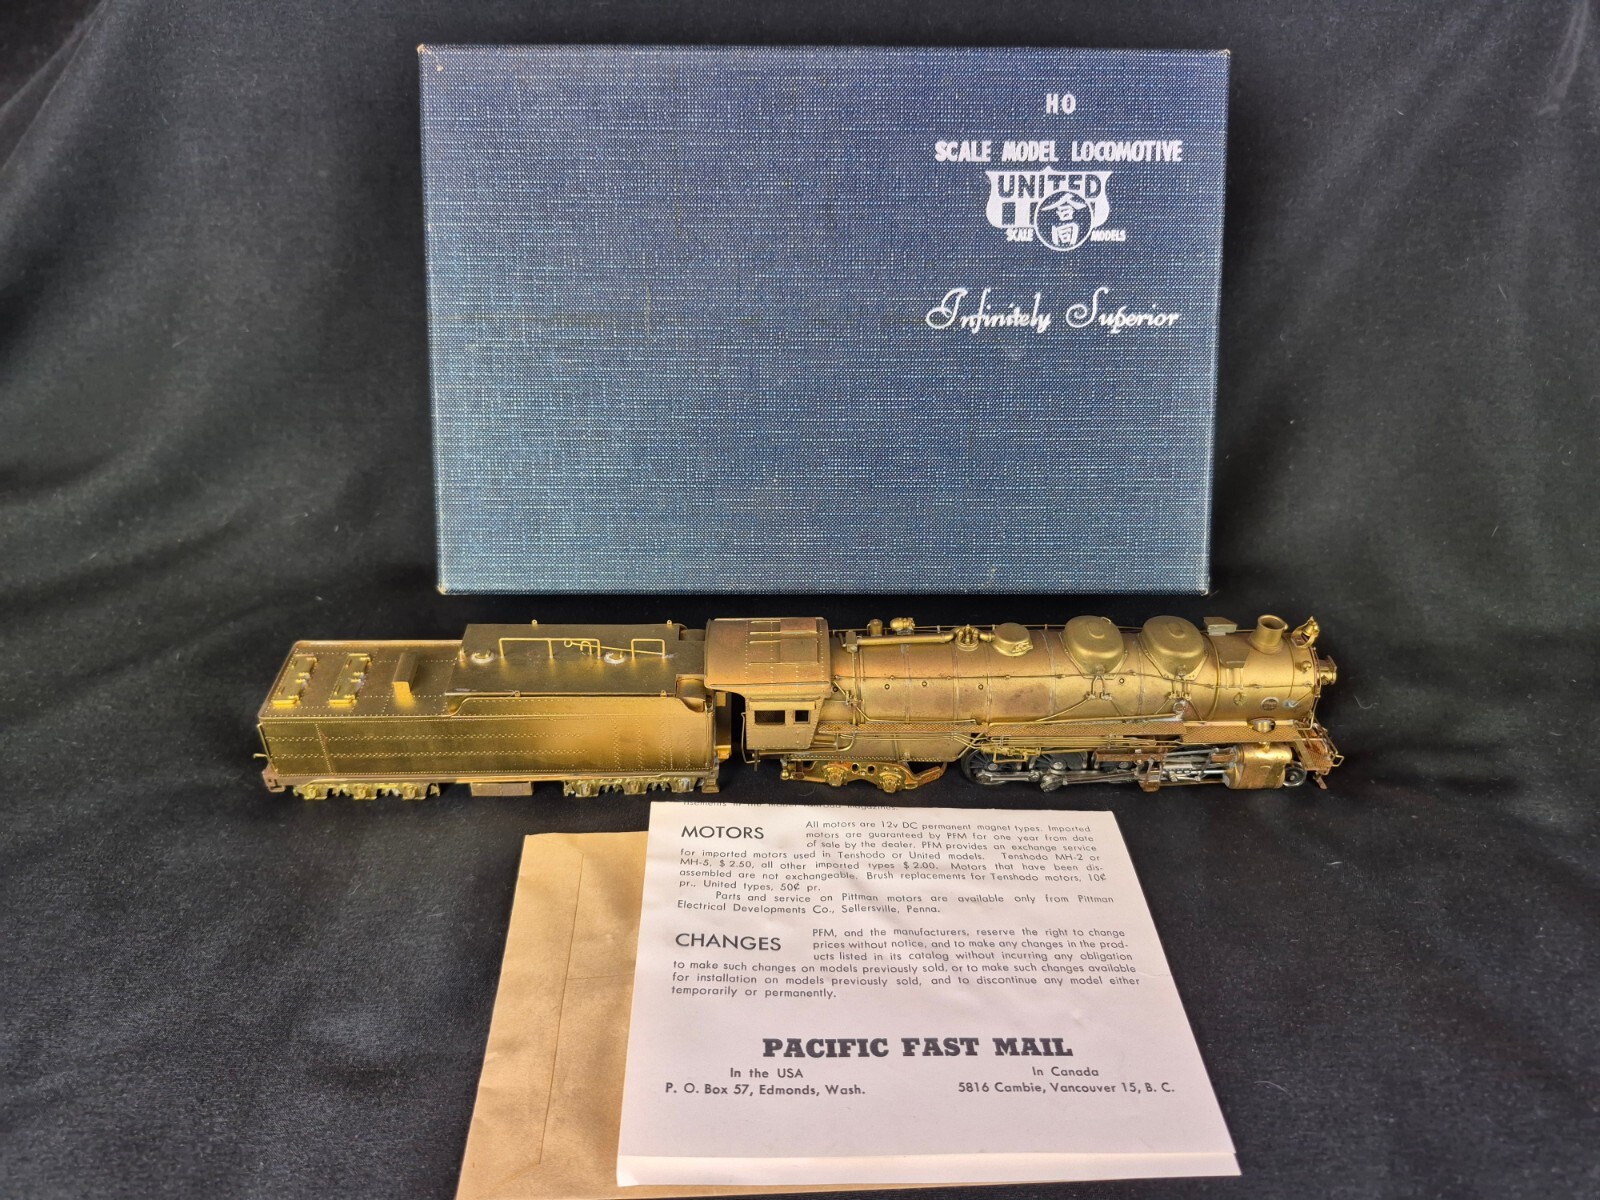 HO
SCALE MODEL LOCOMOTIVE
UNITED
合同
SCALE MODELS
Infinitely Superior
MOTORS
All motors are 12v DC permanent magnet types. Imported
motors are guaranteed by PFM for one year from date
of sale by the dealer. PFM provides an exchange service
for imported motors used in Tenshodo or United models. Tenshodo MH-2 or
MH-5, $2.50, all other imported types $2.00. Motors that have been dis-
assembled are not exchangeable. Brush replacements for Tenshodo motors, 10¢
pr., United types, 50¢ pr.
Parts and service on Pittman motors are available only from Pittman
Electrical Developments Co., Sellersville, Penna.
CHANGES
PFM, and the manufacturers, reserve the right to change
prices without notice, and to make any changes in the prod-
ucts listed in its catalog without incurring any obligation
to make such changes on models previously sold, or to make such changes available
for installation on models previously sold, and to discontinue any model either
temporarily or permanently.
PACIFIC FAST MAIL
In the USA
P. O. Box 57, Edmonds, Wash.
In Canada
5816 Cambie, Vancouver 15, B. C.